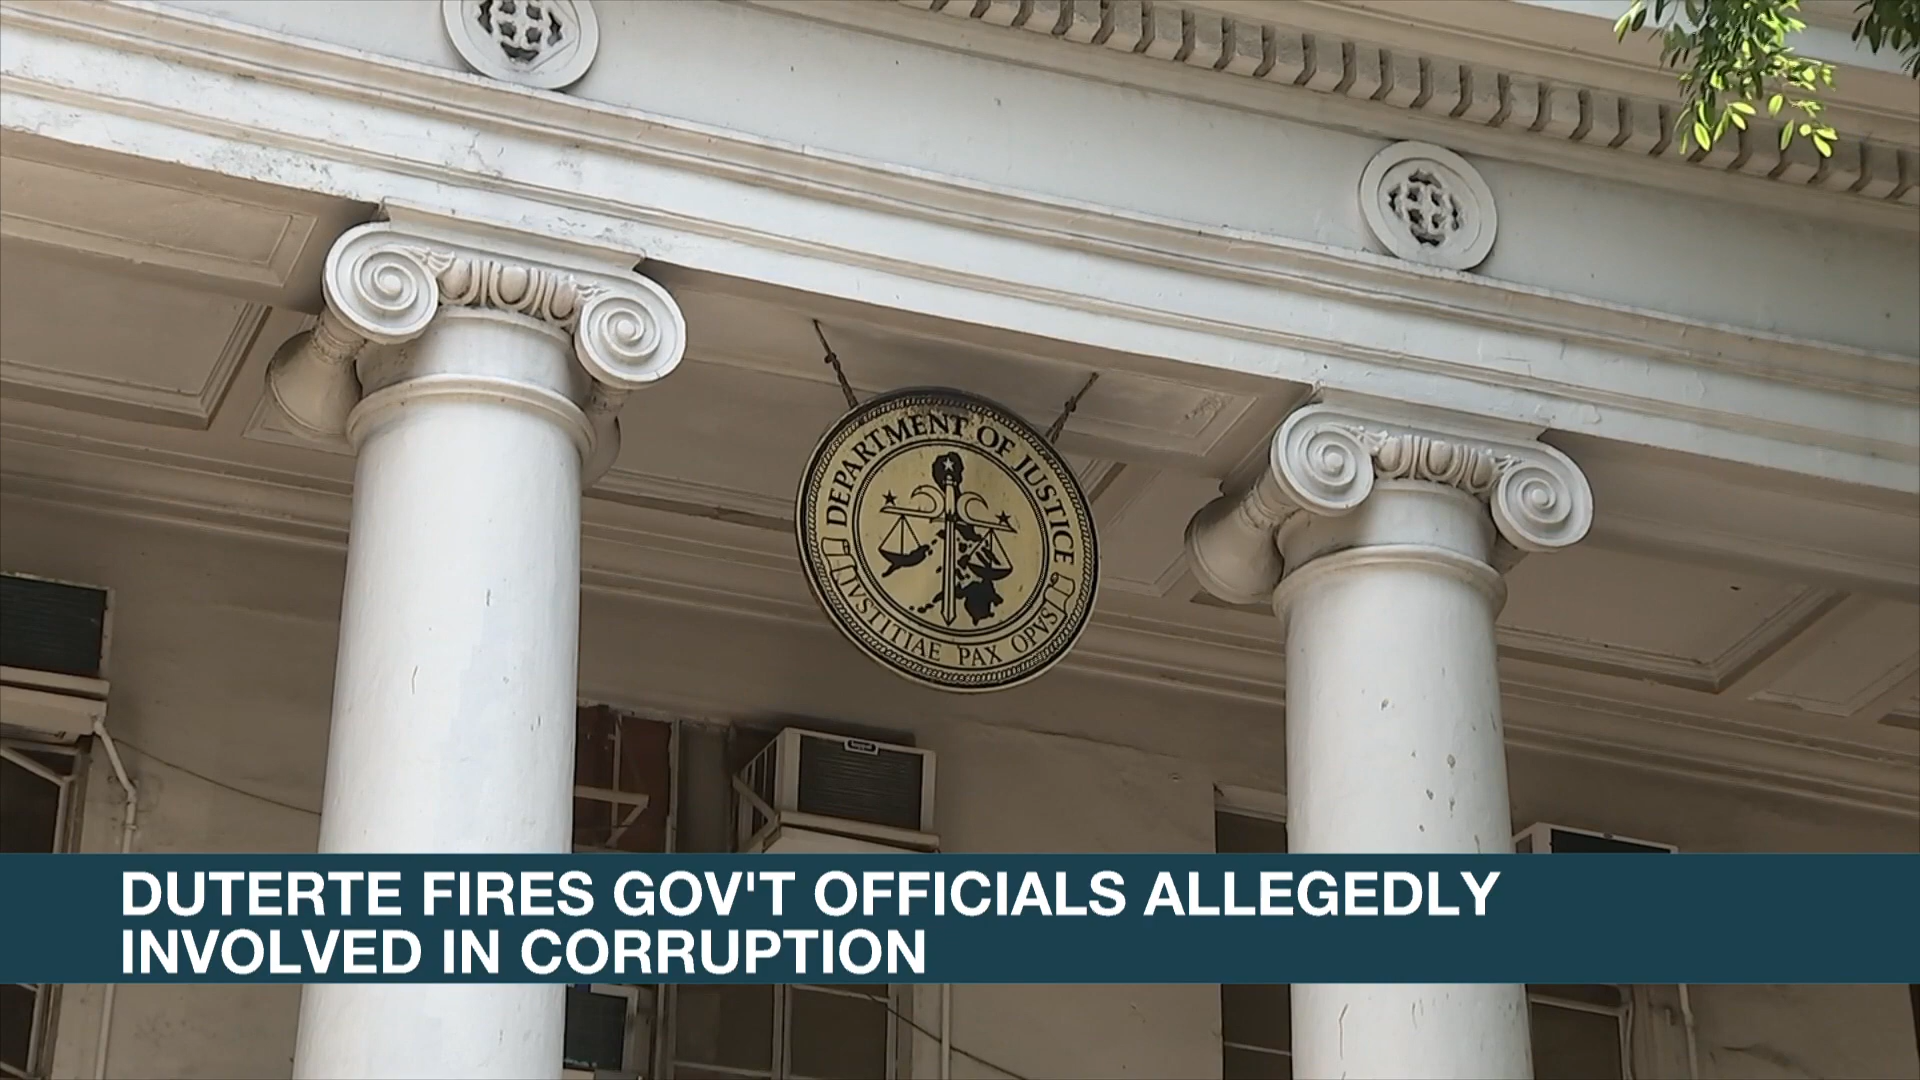 DEPARTMENT OF JUSTICE
IVSTITIAE PAX OPVS
DUTERTE FIRES GOV'T OFFICIALS ALLEGEDLY
INVOLVED IN CORRUPTION